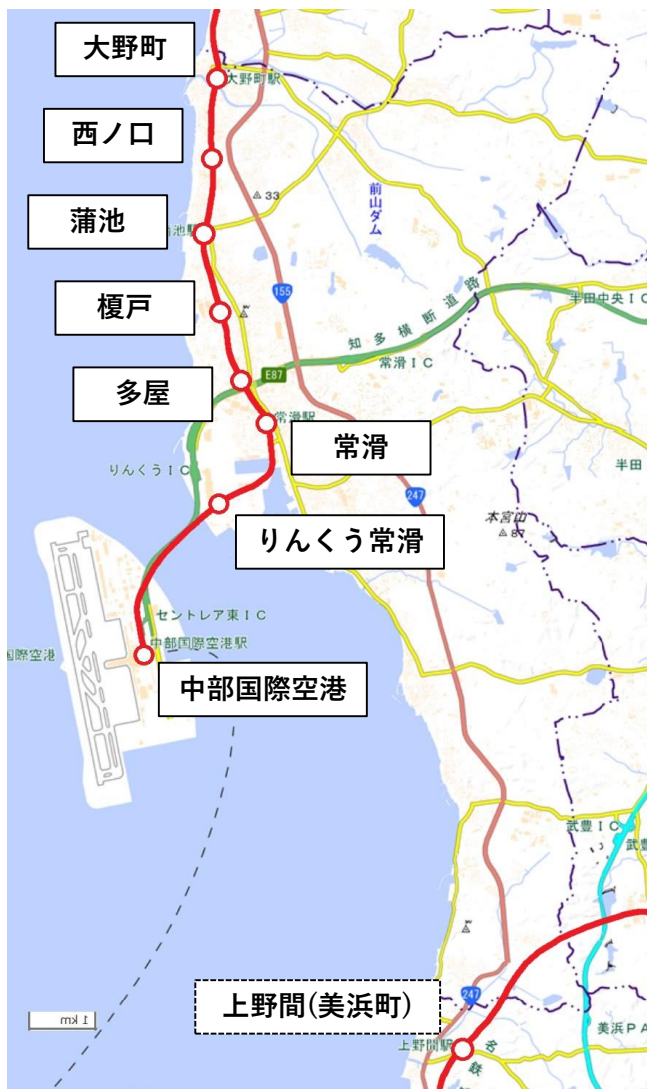 大野町
大野町駅
西ノ口
33
前山ダム
蒲池
池駅
155
半田中央IC
榎戸
知多横断道路
常滑IC
E87
多屋
常滑駅
常滑
半田
りんくうIC
247
本宮山
87
りんくう常滑
セントレア東IC
中部国際空港駅
国際空港
中部国際空港
武豊IC
武豊
上野間(美浜町)
247
1 km
美浜PA
上野間駅
名鉄